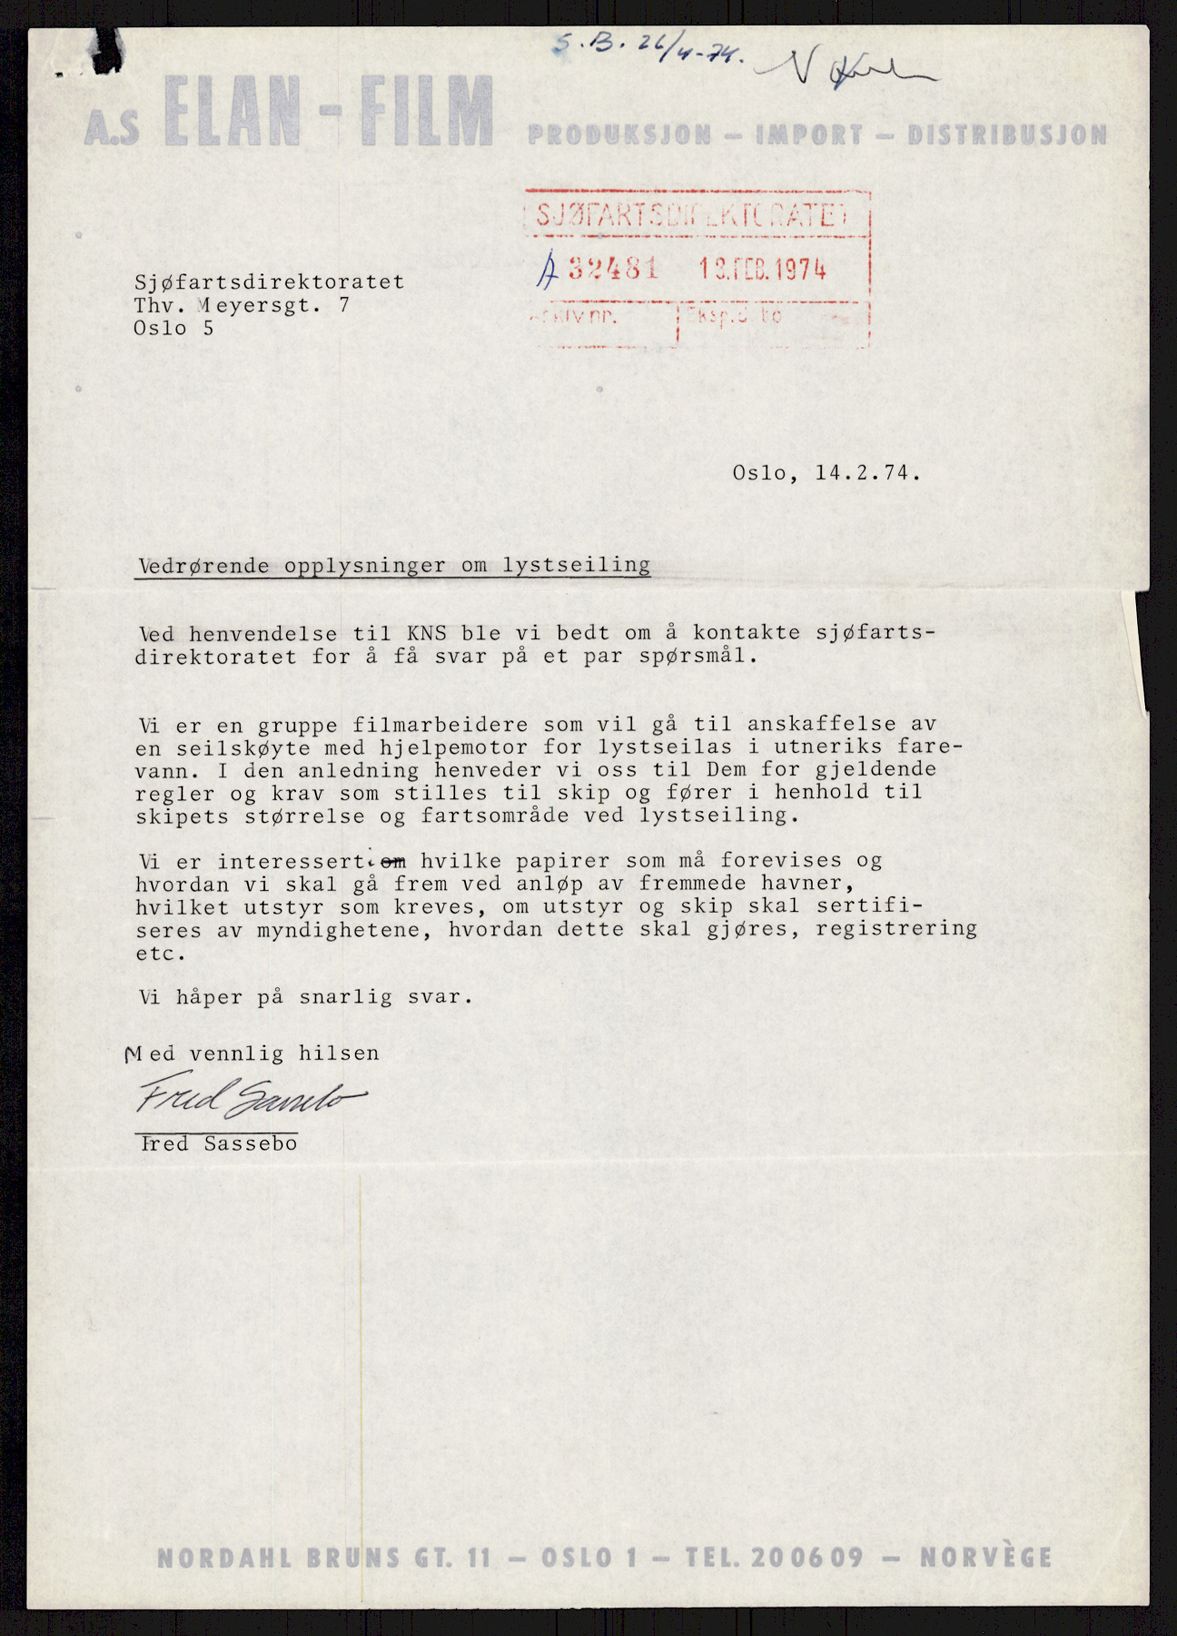 S.B. 26/4-74.
A.S ELAN - FILM PRODUKSJON - IMPORT - DISTRIBUSJON
SJØFARTSDIREKTORATET
A 32481 18.FEB.1974
Arkiv nr.
Sjøfartsdirektoratet
Thv. Meyersgt. 7
Oslo 5
Oslo, 14.2.74.
Vedrørende opplysninger om lystseiling
Ved henvendelse til KNS ble vi bedt om å kontakte sjøfarts-
direktoratet for å få svar på et par spørsmål.
Vi er en gruppe filmarbeidere som vil gå til anskaffelse av
en seilskøyte med hjelpemotor for lystseilas i utneriks fare-
vann. I den anledning henveder vi oss til Dem for gjeldende
regler og krav som stilles til skip og fører i henhold til
skipets størrelse og fartsområde ved lystseiling.
Vi er interessert i om hvilke papirer som må forevises og
hvordan vi skal gå frem ved anløp av fremmede havner,
hvilket utstyr som kreves, om utstyr og skip skal sertifi-
seres av myndighetene, hvordan dette skal gjøres, registrering
etc.
Vi håper på snarlig svar.
Med vennlig hilsen
Fred Sassebo
Fred Sassebo
NORDAHL BRUNS GT. 11 - OSLO 1 - TEL. 200609 - NORVÈGE